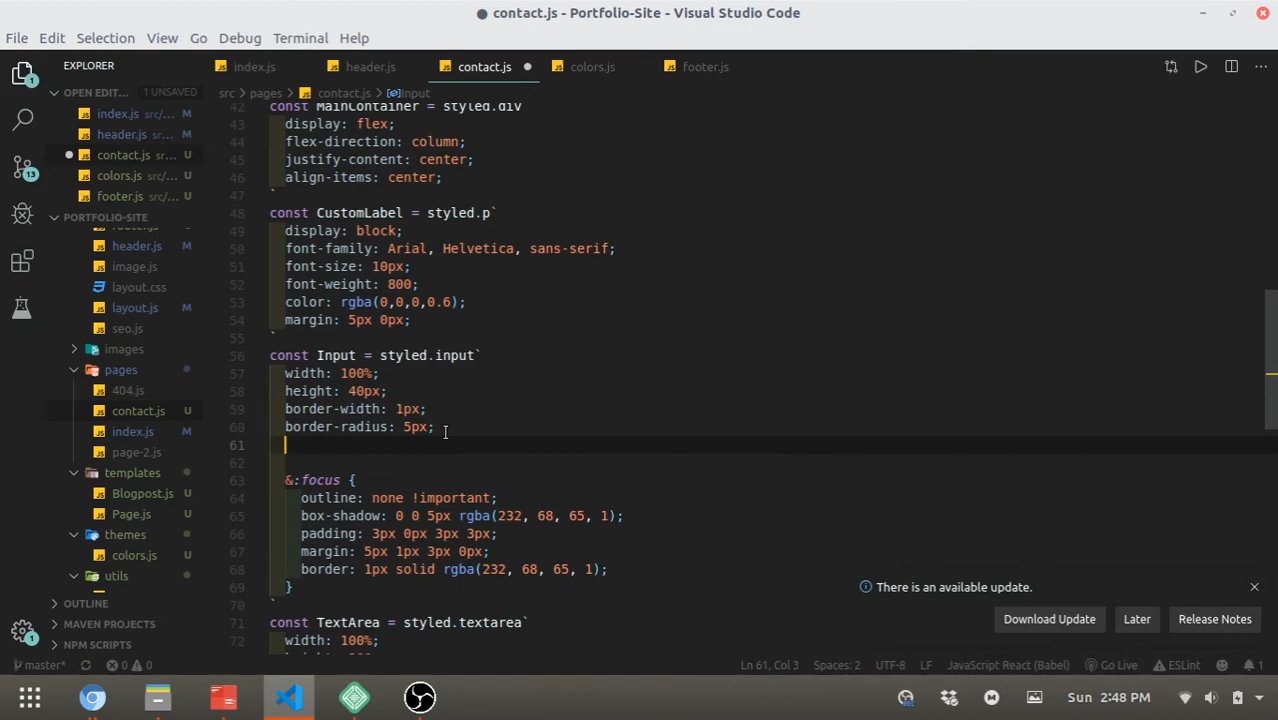 contact.js - Portfolio-Site - Visual Studio Code
File Edit Selection View Go Debug Terminal Help
EXPLORER
index.js
header.js
contact.js
colors.js
footer.js
OPEN EDIT... 1 UNSAVED
src > pages > contact.js > Input
index.js src/... M
header.js sr... M
contact.js sr... U
colors.js src/... U
footer.js src/... U
PORTFOLIO-SITE
header.js M
image.js
layout.css
layout.js M
seo.js
images
pages
404.js
contact.js U
index.js U
page-2.js
templates
Blogpost.js U
Page.js U
themes
colors.js U
utils
OUTLINE
MAVEN PROJECTS
NPM SCRIPTS
42 const MainContainer = styled.div
43 display: flex;
44 flex-direction: column;
45 justify-content: center;
46 align-items: center;
47 `
48 const CustomLabel = styled.p`
49 display: block;
50 font-family: Arial, Helvetica, sans-serif;
51 font-size: 10px;
52 font-weight: 800;
53 color: rgba(0,0,0,0.6);
54 margin: 5px 0px;
55 `
56 const Input = styled.input`
57 width: 100%;
58 height: 40px;
59 border-width: 1px;
60 border-radius: 5px;
61
62
63 &:focus {
64 outline: none !important;
65 box-shadow: 0 0 5px rgba(232, 68, 65, 1);
66 padding: 3px 0px 3px 3px;
67 margin: 5px 1px 3px 0px;
68 border: 1px solid rgba(232, 68, 65, 1);
69 }
70 `
71 const TextArea = styled.textarea`
72 width: 100%;
There is an available update.
Download Update Later Release Notes
1
13
1
master* 0 0 Ln 61, Col 3 Spaces: 2 UTF-8 LF JavaScript React (Babel) Go Live ESLint 1
Sun 2:48 PM